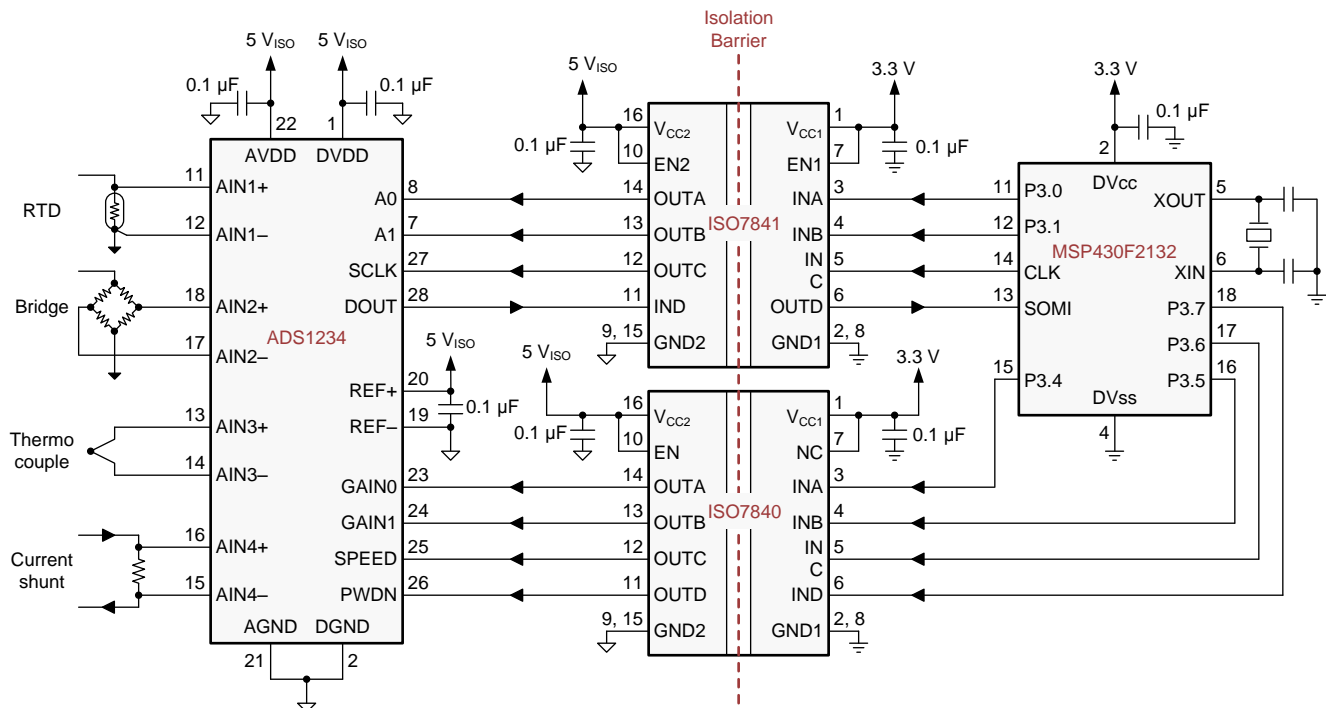 Isolation
Barrier
5 VISO
5 VISO
0.1 µF
0.1 µF
22
1
AVDD
DVDD
RTD
11
AIN1+
12
AIN1–
Bridge
18
AIN2+
17
AIN2–
Thermo
couple
13
AIN3+
14
AIN3–
Current
shunt
16
AIN4+
15
AIN4–
ADS1234
A0
8
A1
7
SCLK
27
DOUT
28
5 VISO
REF+
20
0.1 µF
REF–
19
GAIN0
23
GAIN1
24
SPEED
25
PWDN
26
AGND
DGND
21
2
5 VISO
0.1 µF
16
VCC2
10
EN2
14
OUTA
13
OUTB
12
OUTC
11
IND
9, 15
GND2
ISO7841
3.3 V
0.1 µF
VCC1
1
EN1
7
INA
3
INB
4
IN
C
5
OUTD
6
GND1
2, 8
5 VISO
0.1 µF
16
VCC2
10
EN
14
OUTA
13
OUTB
12
OUTC
11
OUTD
9, 15
GND2
ISO7840
3.3 V
0.1 µF
VCC1
1
NC
7
INA
3
INB
4
IN
C
5
IND
6
GND1
2, 8
3.3 V
0.1 µF
2
DVcc
11
P3.0
12
P3.1
14
CLK
13
SOMI
15
P3.4
MSP430F2132
XOUT
5
XIN
6
P3.7
18
P3.6
17
P3.5
16
DVss
4